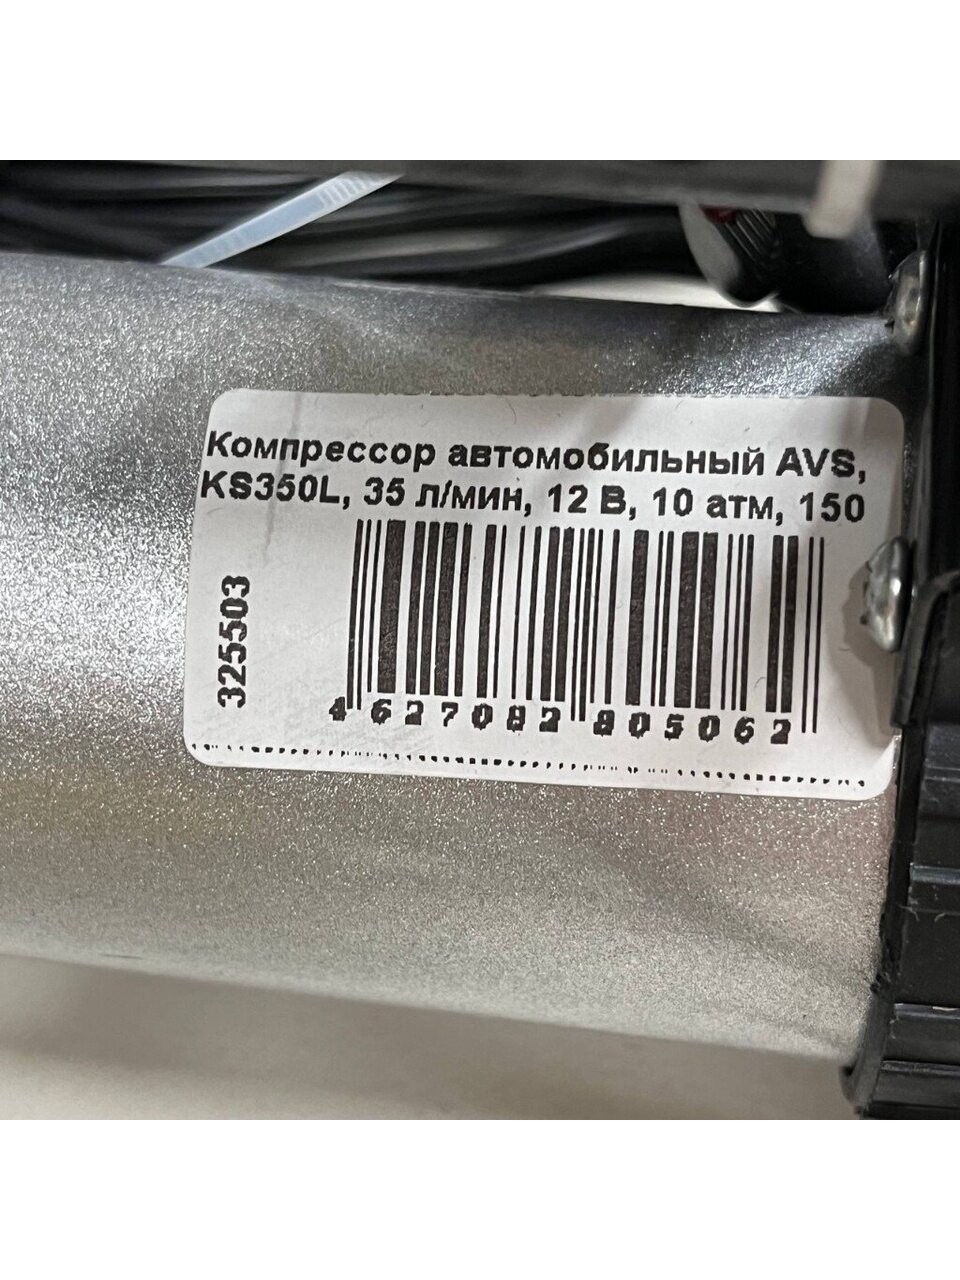 Компрессор автомобильный AVS,
KS350L, 35 л/мин, 12 В, 10 атм, 150
325503
4 627082 805062